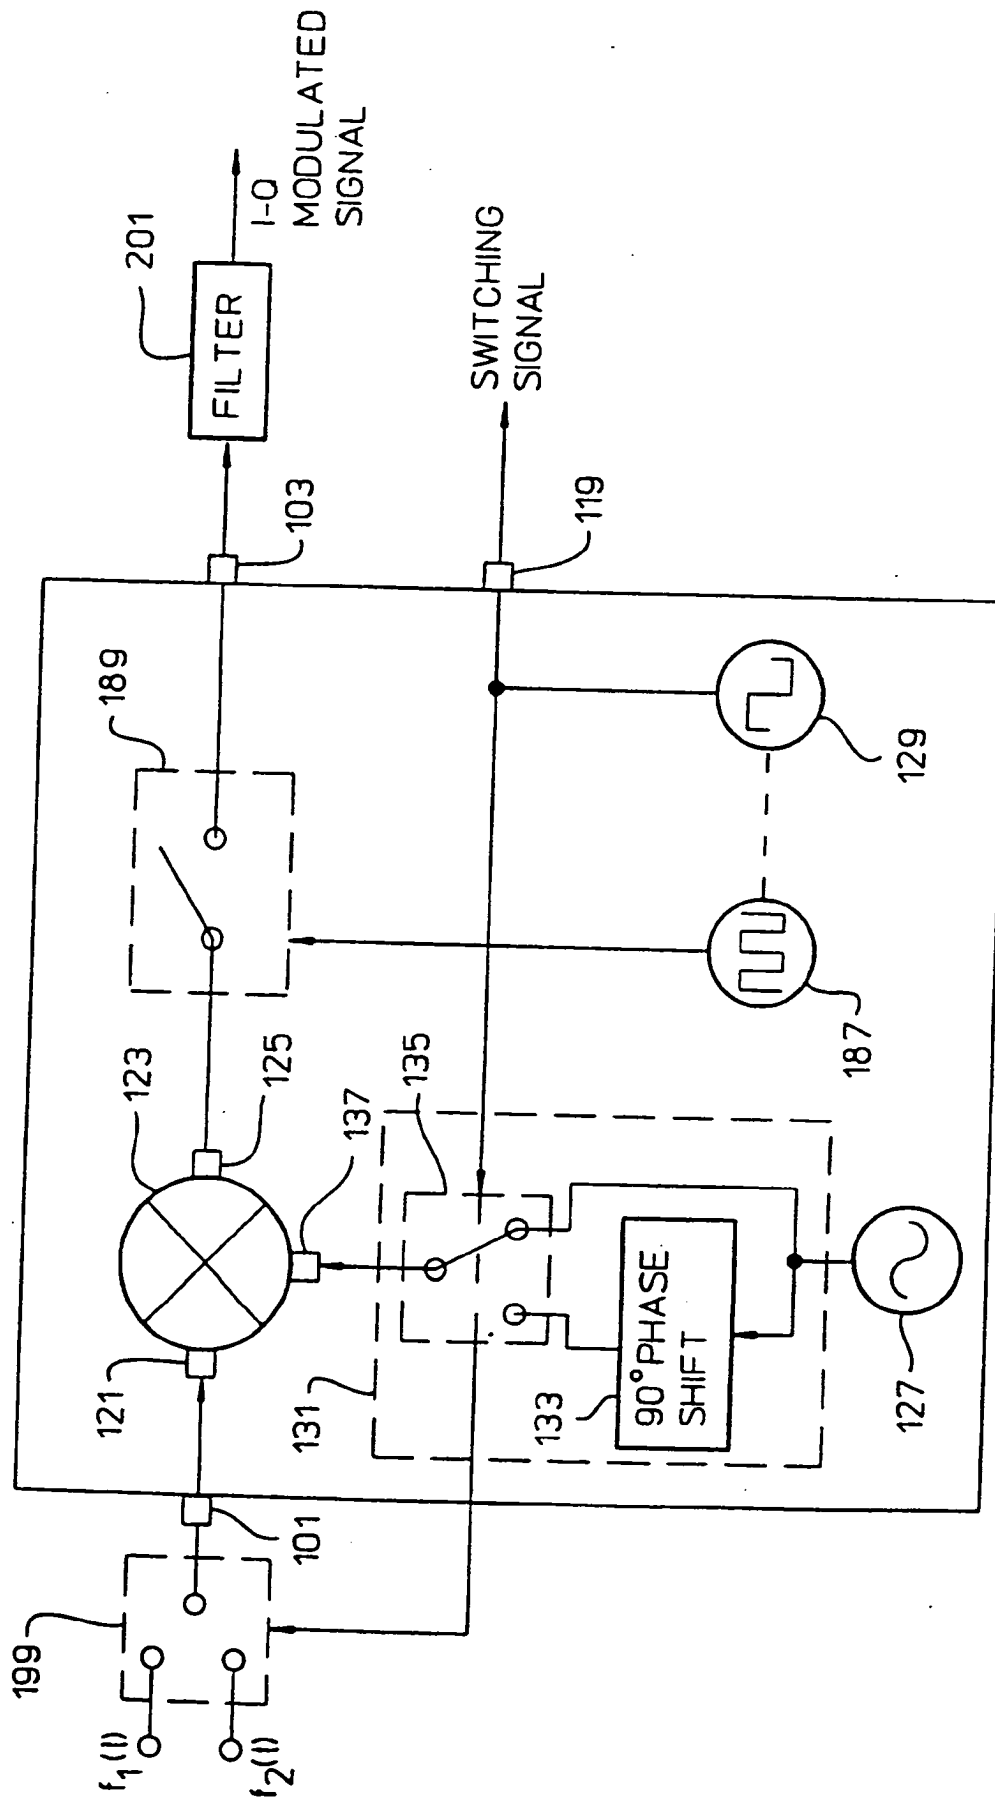 199
f1(l)
f2(l)
101
121
123
125
137
135
131
133
90° PHASE
SHIFT
127
189
187
129
103
119
201
FILTER
I-Q
MODULATED
SIGNAL
SWITCHING
SIGNAL